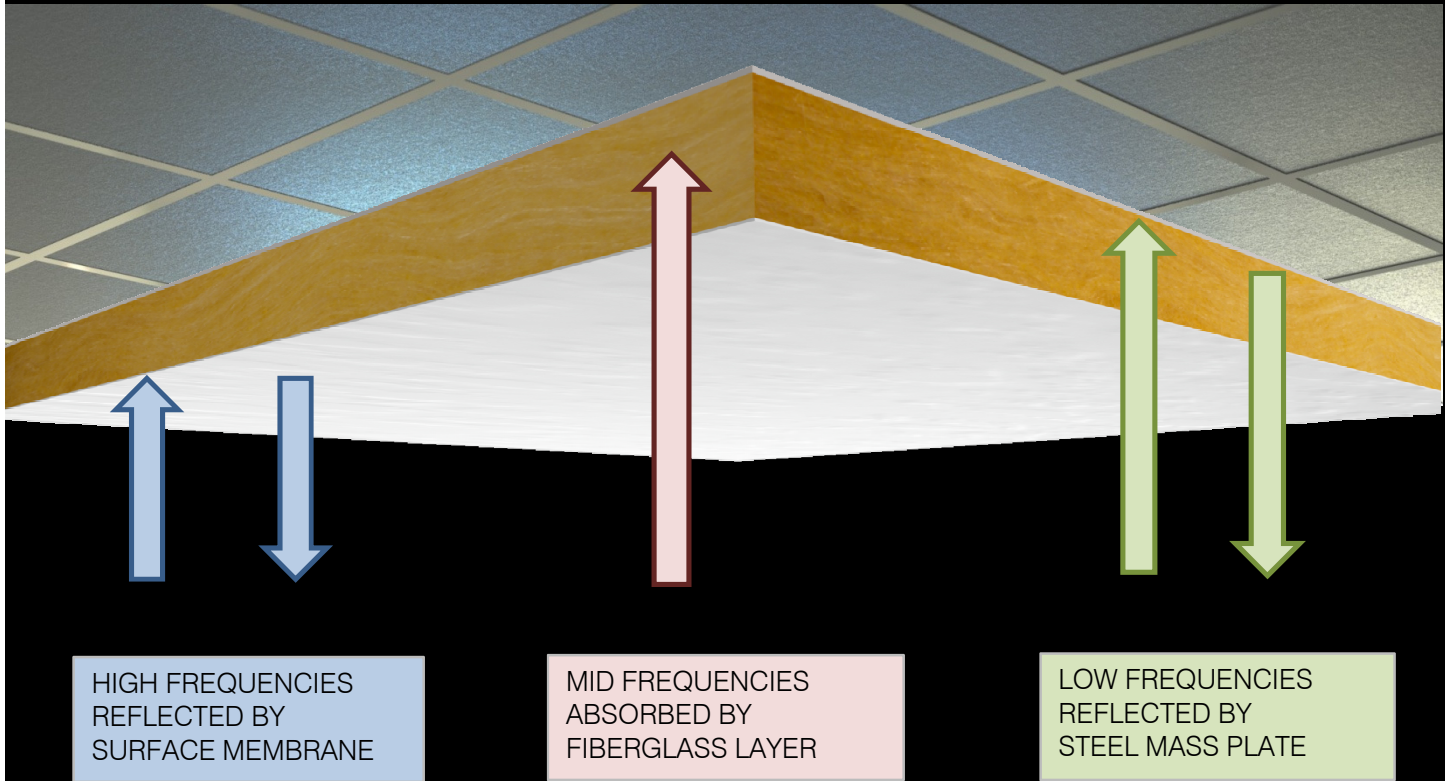 HIGH FREQUENCIES
REFLECTED BY
SURFACE MEMBRANE
MID FREQUENCIES
ABSORBED BY
FIBERGLASS LAYER
LOW FREQUENCIES
REFLECTED BY
STEEL MASS PLATE